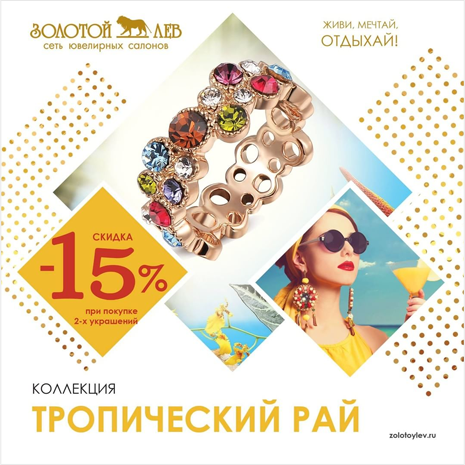 ЗОЛОТОЙ ЛЕВ
сеть ювелирных салонов
ЖИВИ, МЕЧТАЙ,
ОТДЫХАЙ!
СКИДКА
-15%
при покупке
2-х украшений
КОЛЛЕКЦИЯ
ТРОПИЧЕСКИЙ РАЙ
zolotoylev.ru